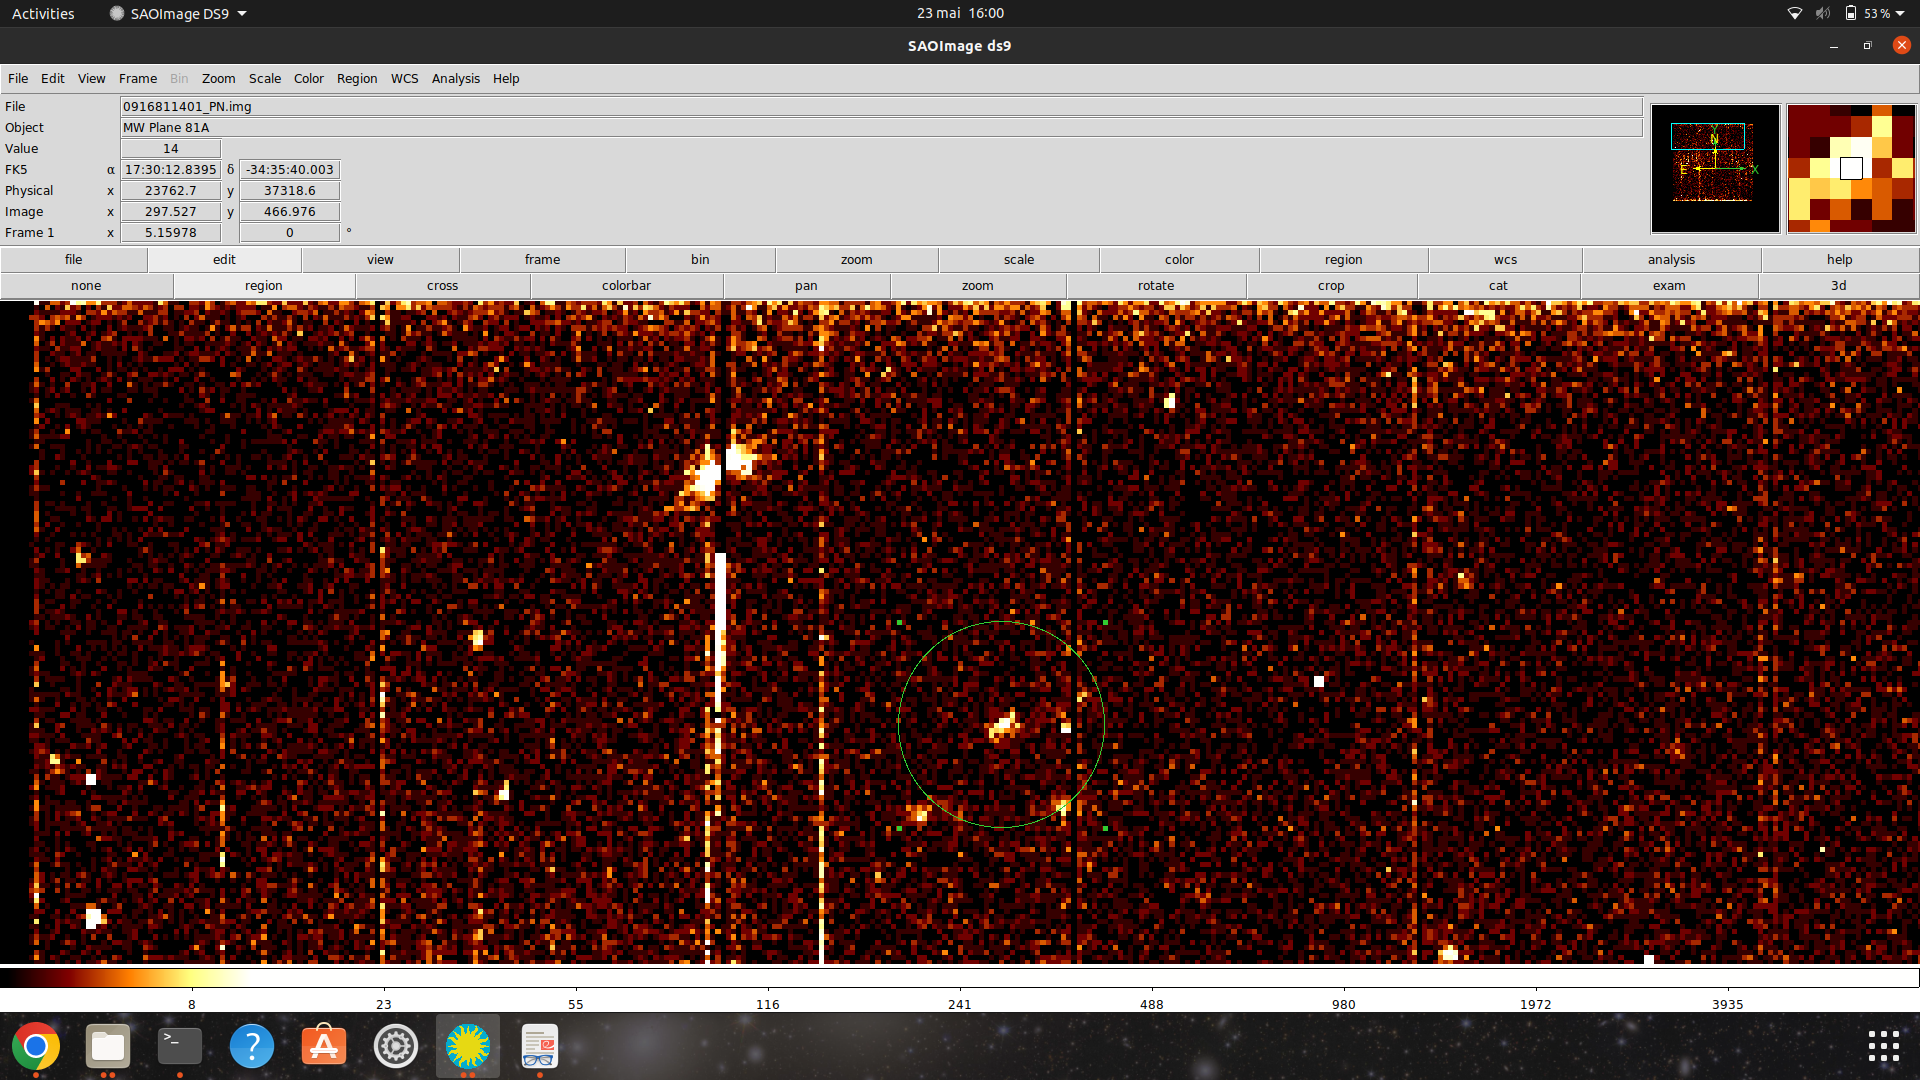 Activities SAOImage DS9 23 mai 16:00 53 %
SAOImage ds9
File Edit View Frame Bin Zoom Scale Color Region WCS Analysis Help
File 0916811401_PN.img
Object MW Plane 81A
Value 14
FK5 α 17:30:12.8395 δ -34:35:40.003
Physical x 23762.7 y 37318.6
Image x 297.527 y 466.976
Frame 1 x 5.15978 0 °
Y
N
E
X
file edit view frame bin zoom scale color region wcs analysis help
none region cross colorbar pan zoom rotate crop cat exam 3d
8 23 55 116 241 488 980 1972 3935
>_ ? A